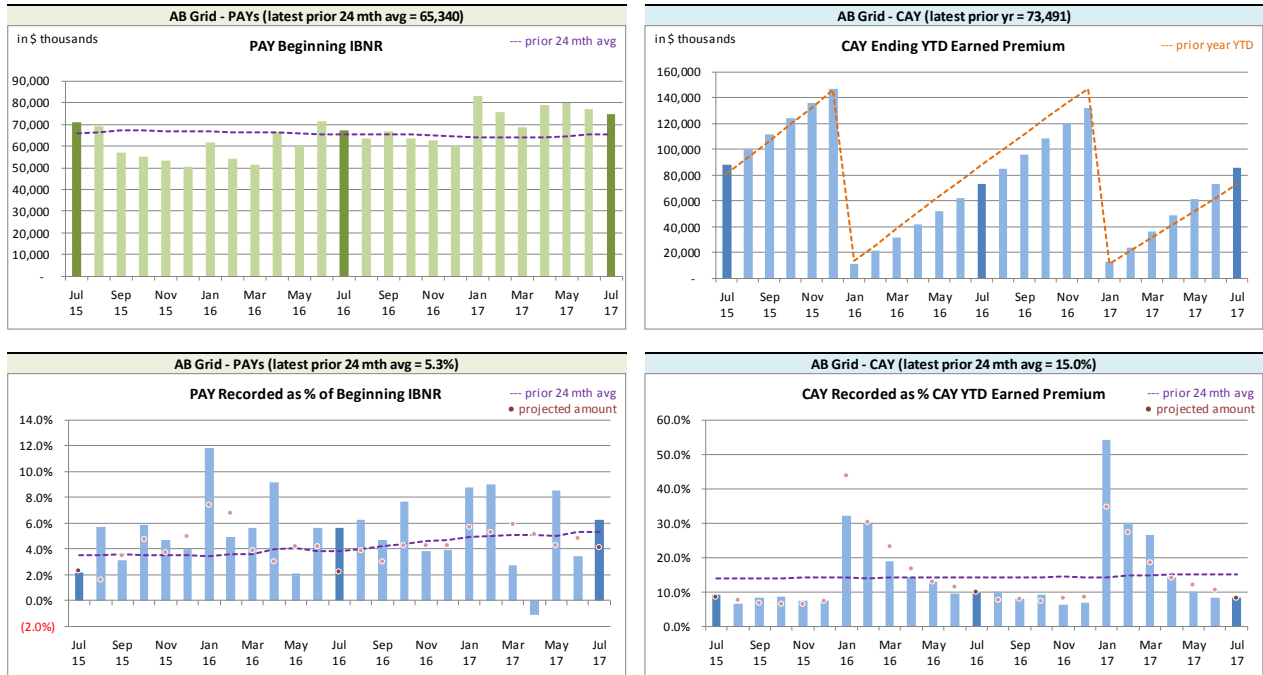 AB Grid - PAYs (latest prior 24 mth avg = 65,340)
in $ thousands
PAY Beginning IBNR
--- prior 24 mth avg
90,000
80,000
70,000
60,000
50,000
40,000
30,000
20,000
10,000
-
Jul Sep Nov Jan Mar May Jul Sep Nov Jan Mar May Jul
15 15 15 16 16 16 16 16 16 17 17 17 17
AB Grid - CAY (latest prior yr = 73,491)
in $ thousands
CAY Ending YTD Earned Premium
--- prior year YTD
160,000
140,000
120,000
100,000
80,000
60,000
40,000
20,000
-
Jul Sep Nov Jan Mar May Jul Sep Nov Jan Mar May Jul
15 15 15 16 16 16 16 16 16 17 17 17 17
AB Grid - PAYs (latest prior 24 mth avg = 5.3%)
PAY Recorded as % of Beginning IBNR
--- prior 24 mth avg
● projected amount
14.0%
12.0%
10.0%
8.0%
6.0%
4.0%
2.0%
0.0%
(2.0%)
Jul Sep Nov Jan Mar May Jul Sep Nov Jan Mar May Jul
15 15 15 16 16 16 16 16 16 17 17 17 17
AB Grid - CAY (latest prior 24 mth avg = 15.0%)
CAY Recorded as % CAY YTD Earned Premium
--- prior 24 mth avg
● projected amount
60.0%
50.0%
40.0%
30.0%
20.0%
10.0%
0.0%
Jul Sep Nov Jan Mar May Jul Sep Nov Jan Mar May Jul
15 15 15 16 16 16 16 16 16 17 17 17 17